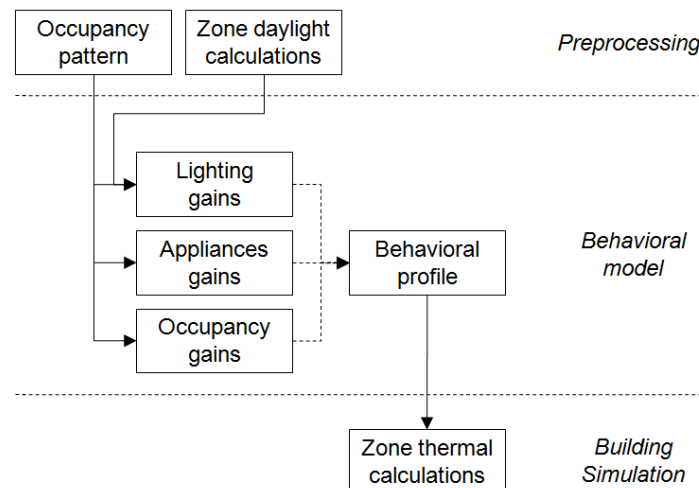 Occupancy
pattern
Zone daylight
calculations
Preprocessing
Lighting
gains
Appliances
gains
Behavioral
profile
Behavioral
model
Occupancy
gains
Zone thermal
calculations
Building
Simulation